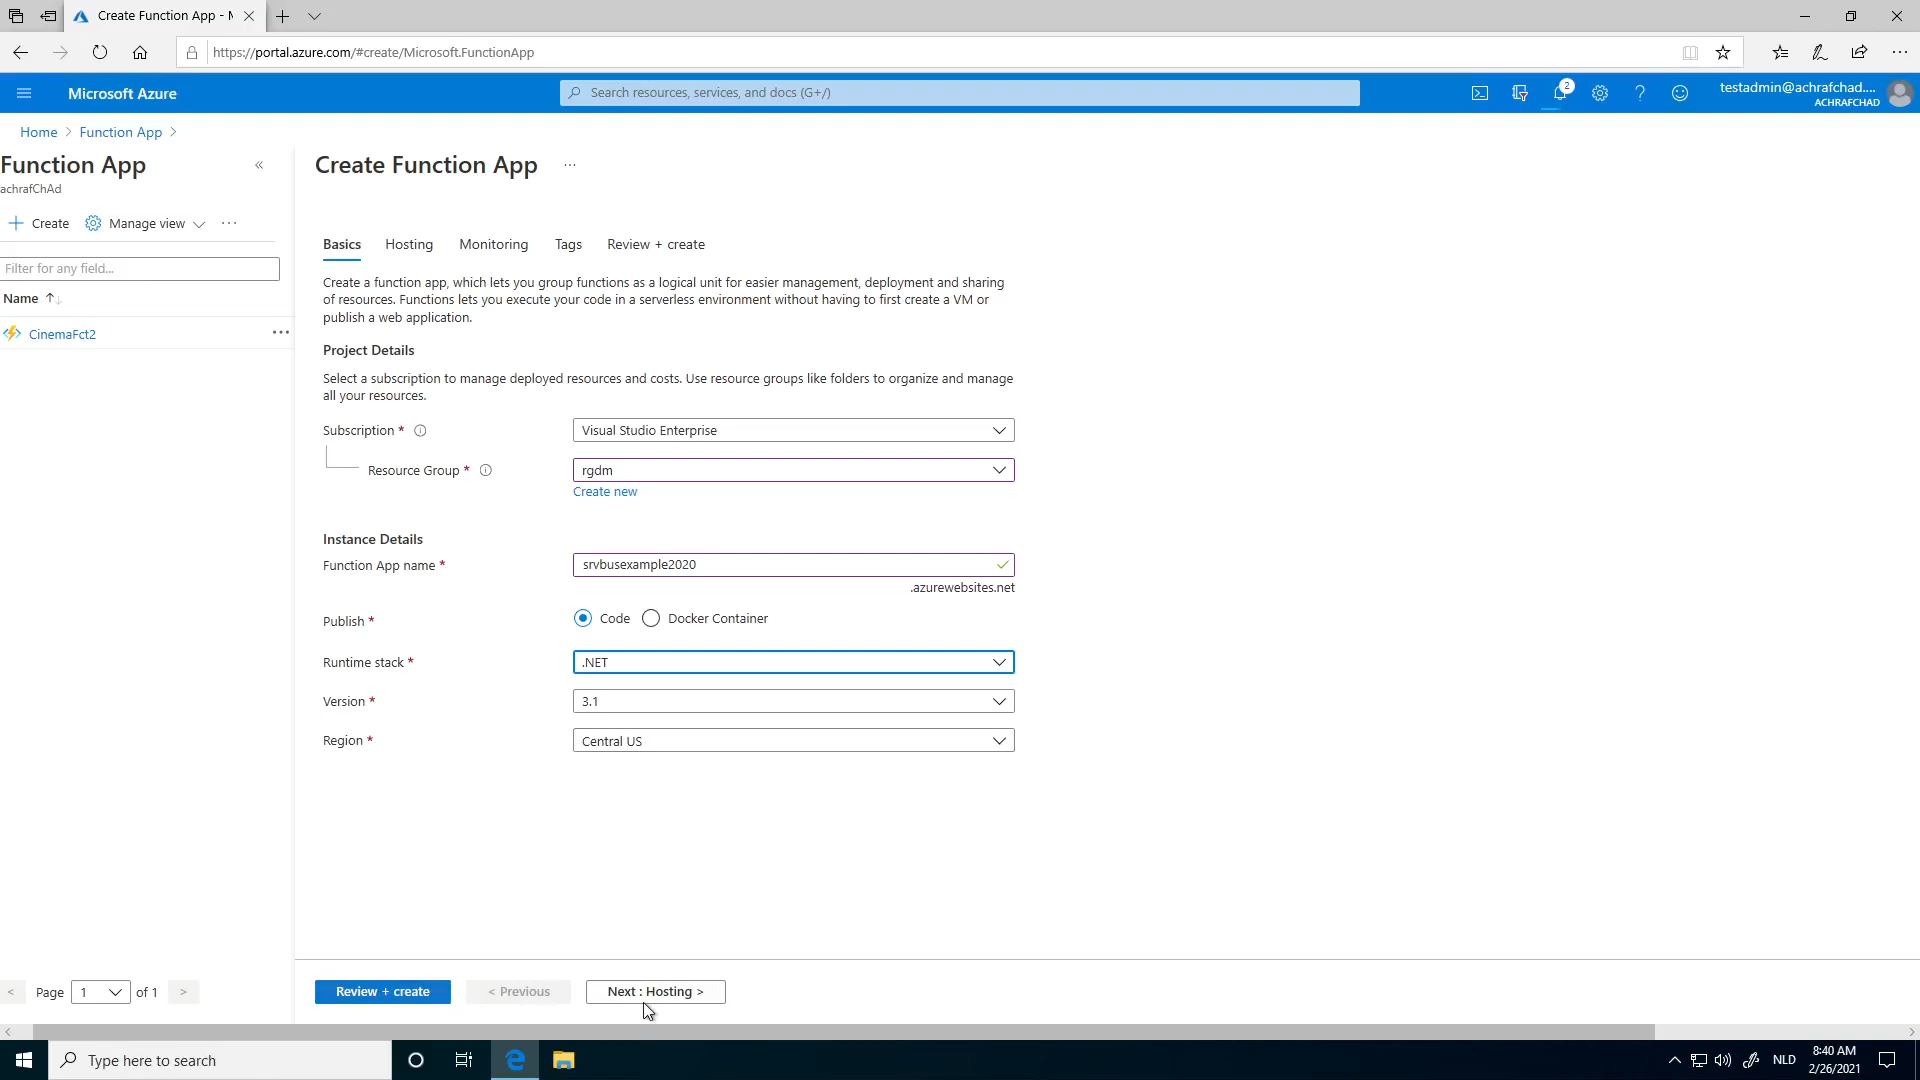 Create Function App - M
https://portal.azure.com/#create/Microsoft.FunctionApp
Microsoft Azure
Search resources, services, and docs (G+/)
2
testadmin@achrafchad....
ACHRAFCHAD
Home > Function App >
Function App
«
achrafChAd
+ Create
Manage view
...
Filter for any field...
Name ↑↓
CinemaFct2
...
Create Function App
...
Basics
Hosting
Monitoring
Tags
Review + create
Create a function app, which lets you group functions as a logical unit for easier management, deployment and sharing
of resources. Functions lets you execute your code in a serverless environment without having to first create a VM or
publish a web application.
Project Details
Select a subscription to manage deployed resources and costs. Use resource groups like folders to organize and manage
all your resources.
Subscription *
Visual Studio Enterprise
Resource Group *
rgdm
Create new
Instance Details
Function App name *
srvbusexample2020
.azurewebsites.net
Publish *
Code
Docker Container
Runtime stack *
.NET
Version *
3.1
Region *
Central US
< Page 1 of 1 >
Review + create
< Previous
Next : Hosting >
Type here to search
NLD
8:40 AM
2/26/2021